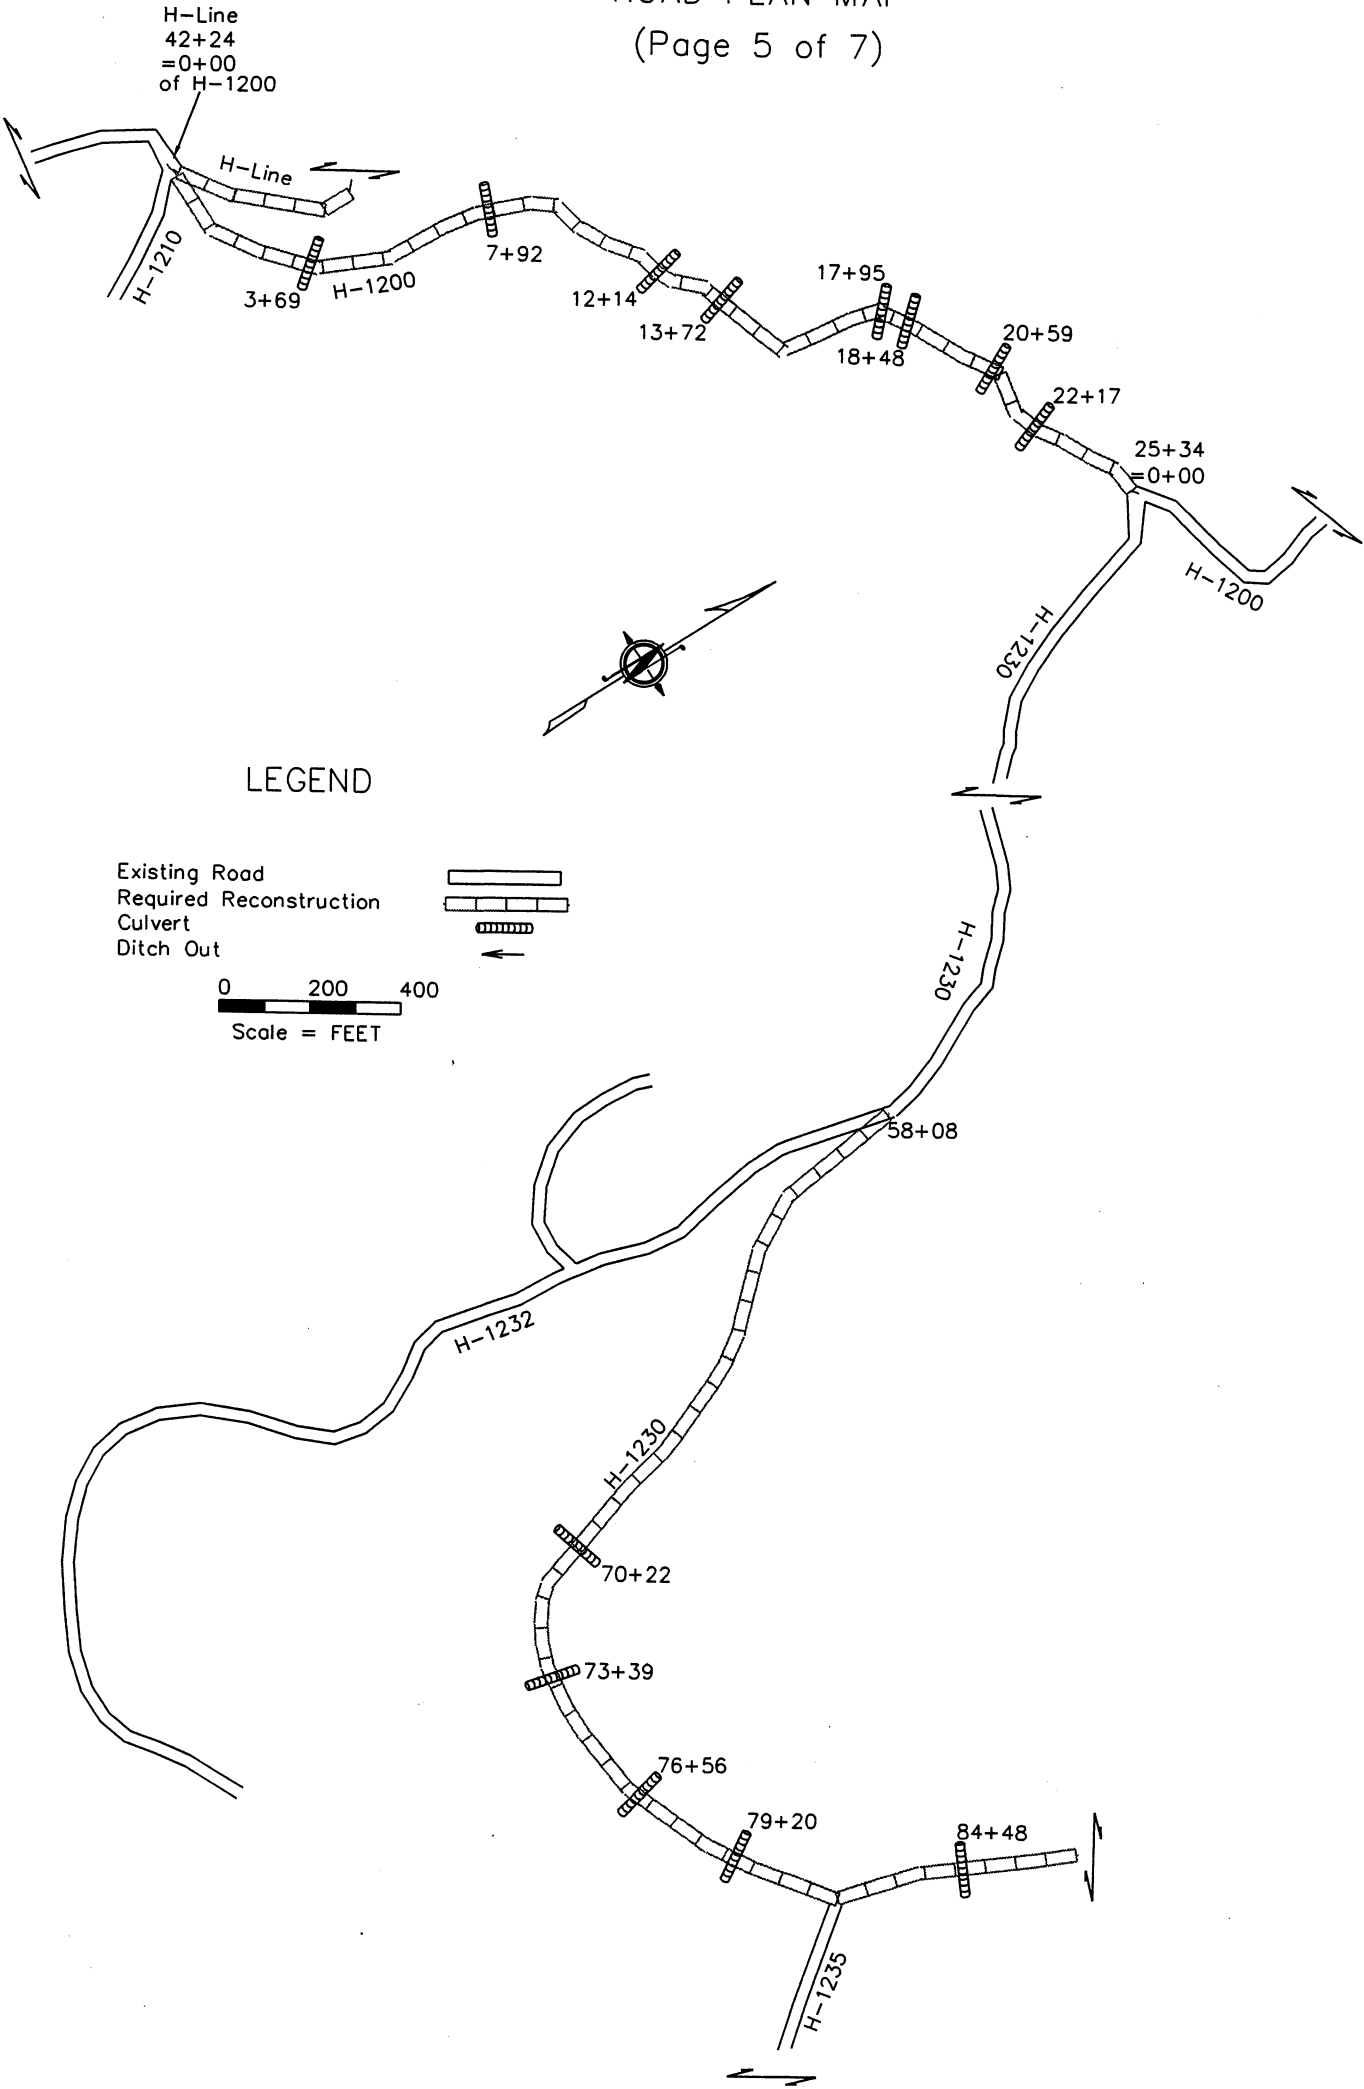 ROAD PLAN MAP
(Page 5 of 7)
H-Line
42+24
=0+00
of H-1200
H-Line
H-1210
3+69
H-1200
7+92
12+14
13+72
17+95
18+48
20+59
22+17
25+34
=0+00
H-1200
H-1230
LEGEND
Existing Road
Required Reconstruction
Culvert
Ditch Out
0 200 400
Scale = FEET
H-1230
58+08
H-1232
H-1230
70+22
73+39
76+56
79+20
84+48
H-1235